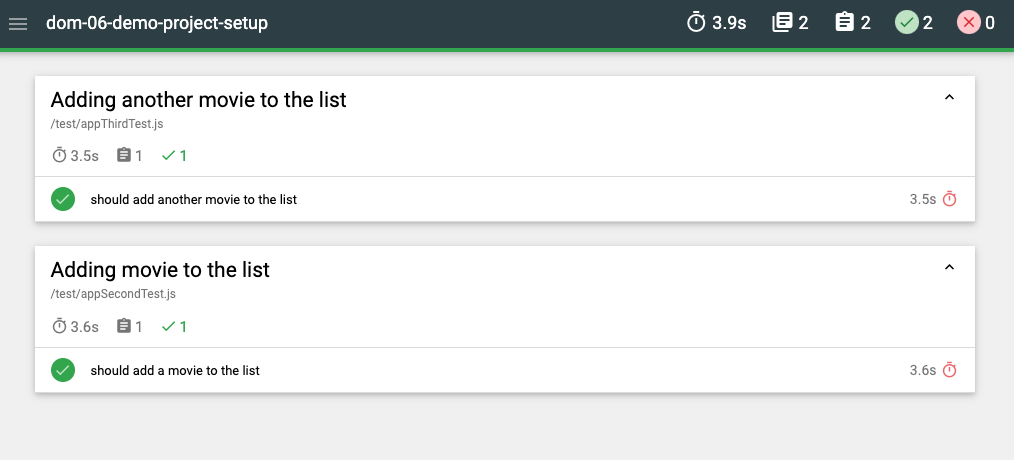 dom-06-demo-project-setup 3.9s 2 2 2 0
Adding another movie to the list
/test/appThirdTest.js
3.5s 1 1
should add another movie to the list 3.5s
Adding movie to the list
/test/appSecondTest.js
3.6s 1 1
should add a movie to the list 3.6s